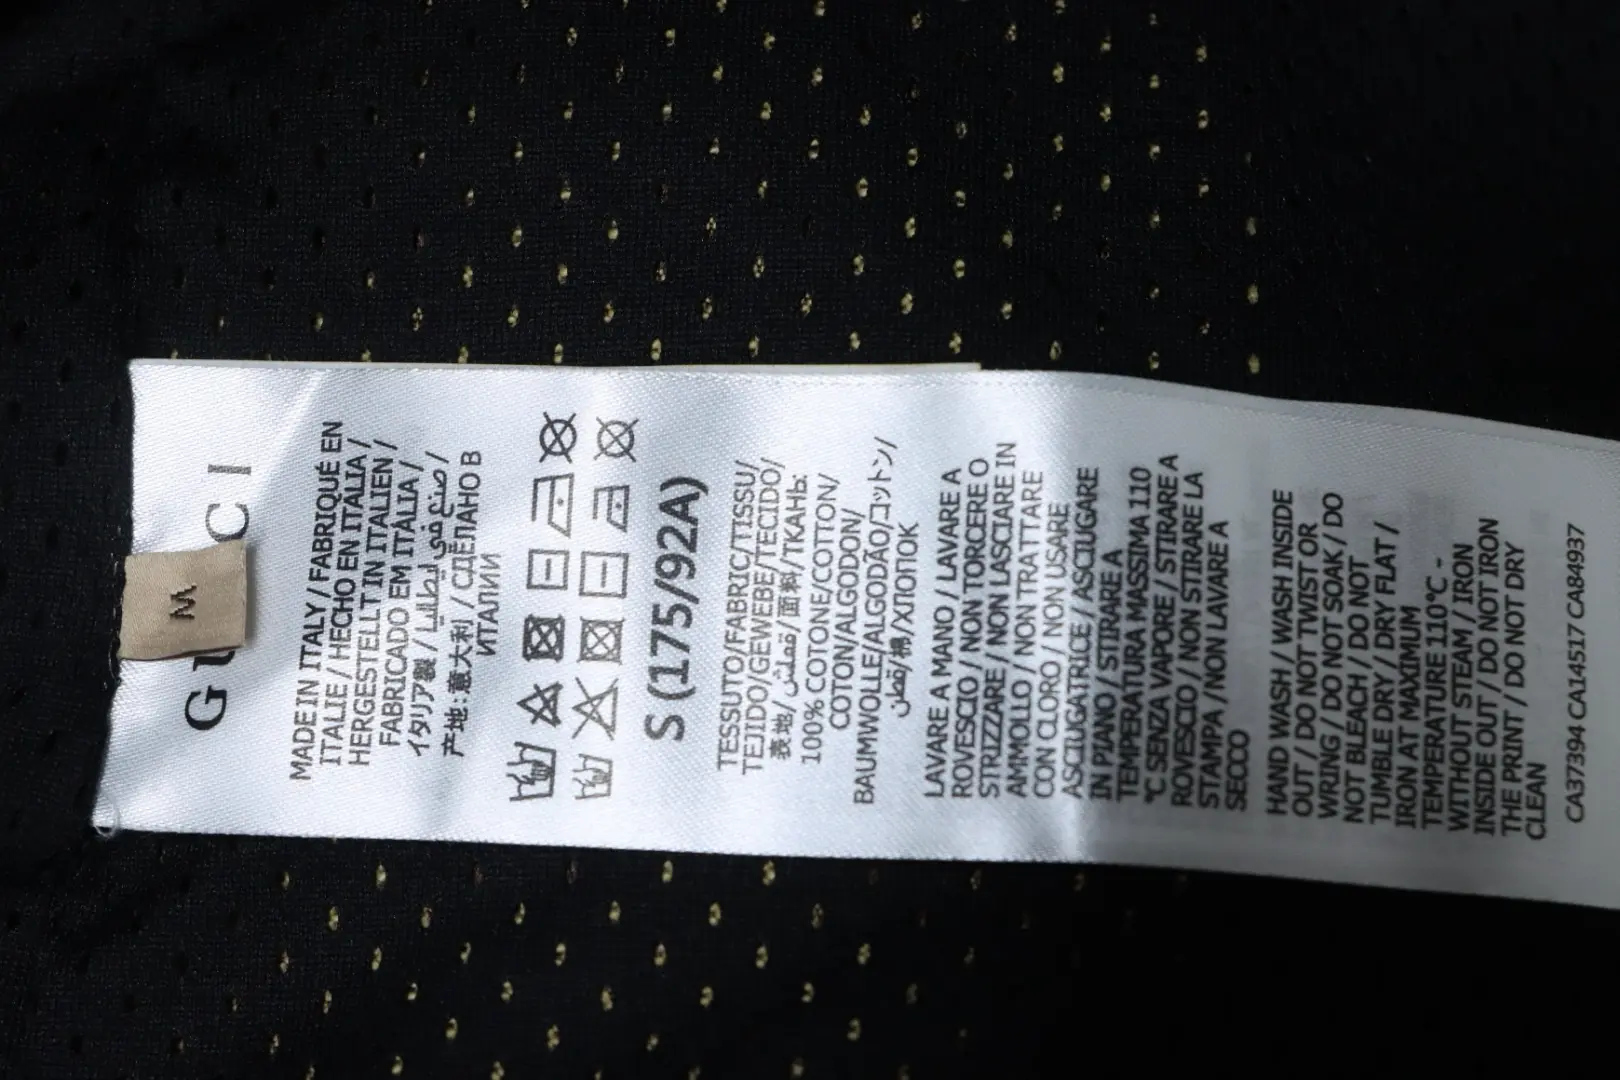 GUCCI
M
MADE IN ITALY / FABRIQUÉ EN
ITALIE / HECHO EN ITALIA /
HERGESTELLT IN ITALIEN /
FABRICADO EM ITÁLIA /
イタリア製 / صنع في إيطاليا /
产地:意大利 / СДЕЛАНО В
ИТАЛИИ
S (175/92A)
TESSUTO/FABRIC/TISSU/
TEJIDO/GEWEBE/TECIDO/
表地/قماش/面料/ТКАНЬ:
100% COTONE/COTTON/
COTON/ALGODON/
BAUMWOLLE/ALGODÃO/コットン/
قطن/棉/ХЛОПОК
LAVARE A MANO / LAVARE A
ROVESCIO / NON TORCERE O
STRIZZARE / NON LASCIARE IN
AMMOLLO / NON TRATTARE
CON CLORO / NON USARE
ASCIUGATRICE / ASCIUGARE
IN PIANO / STIRARE A
TEMPERATURA MASSIMA 110
°C SENZA VAPORE / STIRARE A
ROVESCIO / NON STIRARE LA
STAMPA / NON LAVARE A
SECCO
HAND WASH / WASH INSIDE
OUT / DO NOT TWIST OR
WRING / DO NOT SOAK / DO
NOT BLEACH / DO NOT
TUMBLE DRY / DRY FLAT /
IRON AT MAXIMUM
TEMPERATURE 110°C -
WITHOUT STEAM / IRON
INSIDE OUT / DO NOT IRON
THE PRINT / DO NOT DRY
CLEAN
CA37394 CA14517 CA84937